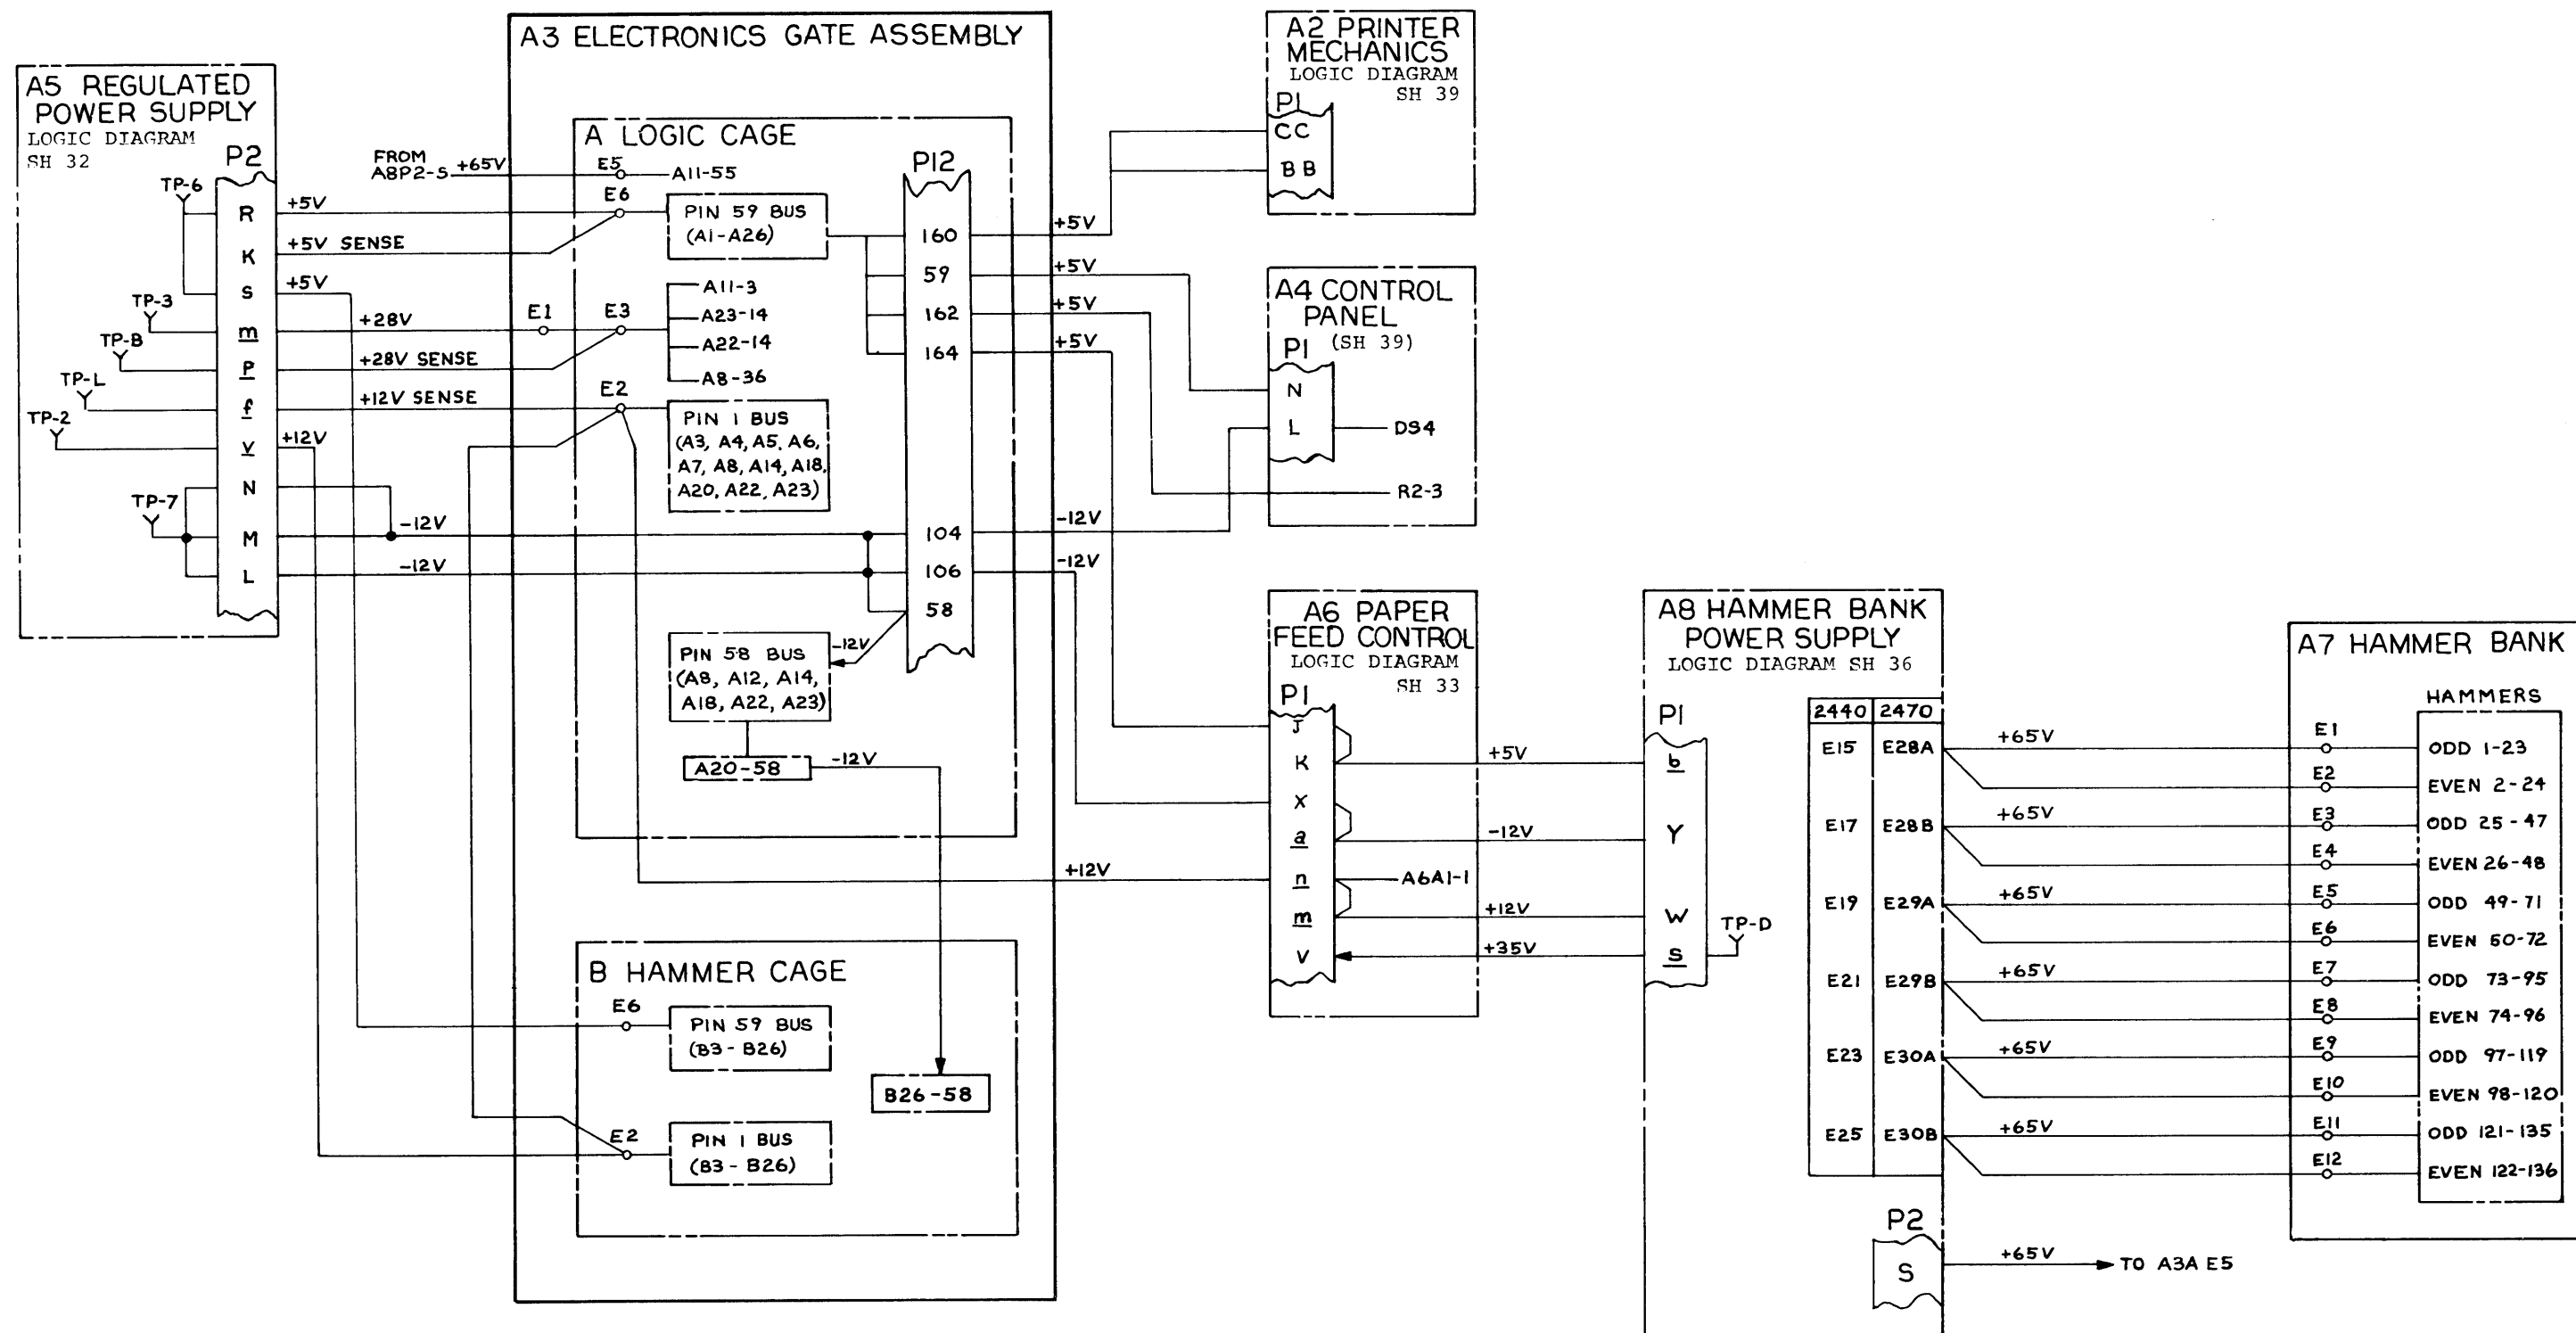 A5 REGULATED
POWER SUPPLY
LOGIC DIAGRAM
SH 32
P2
TP-6
R
K
S
TP-3
m
TP-B
P
TP-L
f
TP-2
v
N
TP-7
M
L
+5V
+5V SENSE
+5V
+28V
+28V SENSE
+12V SENSE
+12V
-12V
-12V
FROM
A8P2-S
+65V
A3 ELECTRONICS GATE ASSEMBLY
A LOGIC CAGE
E5
A11-55
E6
PIN 59 BUS
(A1-A26)
E1
E3
A11-3
A23-14
A22-14
A8-36
E2
PIN 1 BUS
(A3, A4, A5, A6,
A7, A8, A14, A18,
A20, A22, A23)
P12
160
59
162
164
104
106
58
-12V
PIN 58 BUS
(A8, A12, A14,
A18, A22, A23)
A20-58
-12V
B HAMMER CAGE
E6
PIN 59 BUS
(B3-B26)
B26-58
E2
PIN 1 BUS
(B3-B26)
+5V
+5V
+5V
+5V
-12V
-12V
+12V
A2 PRINTER
MECHANICS
LOGIC DIAGRAM
SH 39
P1
CC
BB
A4 CONTROL
PANEL
(SH 39)
P1
N
L
DS4
R2-3
A6 PAPER
FEED CONTROL
LOGIC DIAGRAM
SH 33
P1
J
K
X
a
n
A6A1-1
m
V
+5V
-12V
+12V
+35V
A8 HAMMER BANK
POWER SUPPLY
LOGIC DIAGRAM SH 36
P1
b
Y
W
S
TP-D
2440 2470
E15 E28A
E17 E28B
E19 E29A
E21 E29B
E23 E30A
E25 E30B
P2
S
+65V
TO A3A E5
+65V
+65V
+65V
+65V
+65V
+65V
A7 HAMMER BANK
HAMMERS
E1 ODD 1-23
E2 EVEN 2-24
E3 ODD 25-47
E4 EVEN 26-48
E5 ODD 49-71
E6 EVEN 50-72
E7 ODD 73-95
E8 EVEN 74-96
E9 ODD 97-119
E10 EVEN 98-120
E11 ODD 121-135
E12 EVEN 122-136